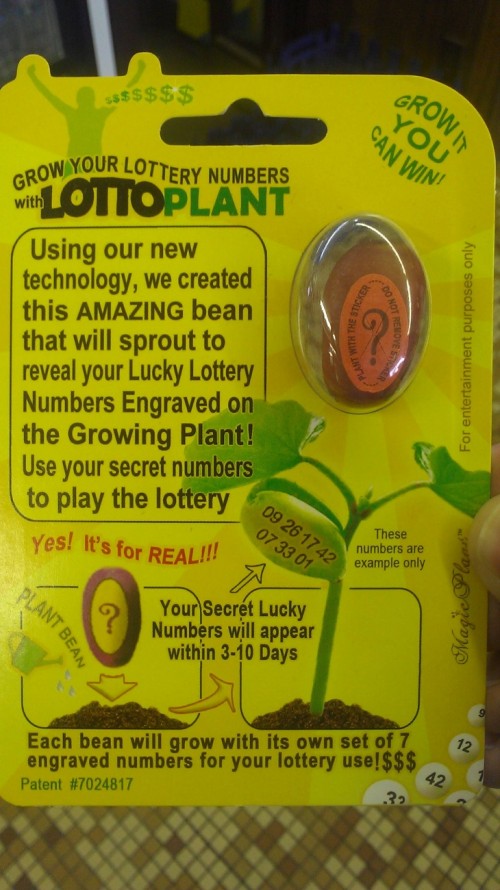 $$$$$$$
GROW IT
YOU
CAN WIN!
GROW YOUR LOTTERY NUMBERS
with LOTTOPLANT
Using our new
technology, we created
this AMAZING bean
that will sprout to
reveal your Lucky Lottery
Numbers Engraved on
the Growing Plant!
Use your secret numbers
to play the lottery
PLANT WITH THE STICKER
DO NOT REMOVE STICKER
?
For entertainment purposes only
09 26 17 42
07 33 01
These
numbers are
example only
Yes! It's for REAL!!!
PLANT BEAN
?
Your Secret Lucky
Numbers will appear
within 3-10 Days
Magic Plant™
Each bean will grow with its own set of 7
engraved numbers for your lottery use!$$$
Patent #7024817
9
12
42
33